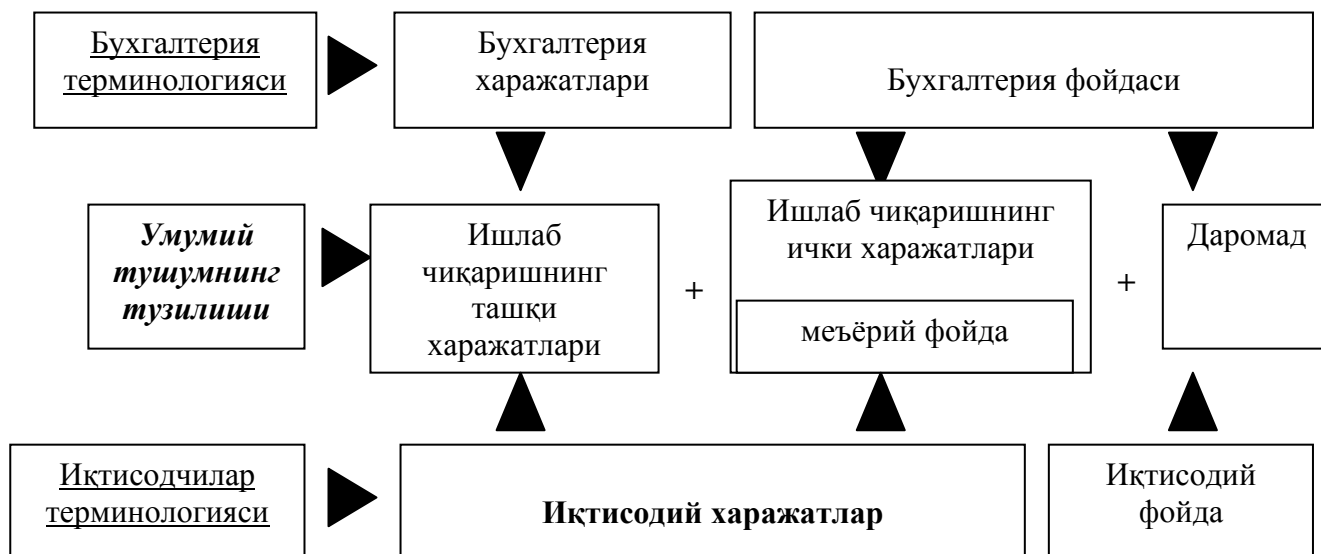 Бухгалтерия
терминологияси
Бухгалтерия
харажатлари
Бухгалтерия фойдаси
Умумий
тушумнинг
тузилиши
Ишлаб
чиқаришнинг
ташқи
харажатлари
+
Ишлаб чиқаришнинг
ички харажатлари
меъёрий фойда
+
Даромад
Иқтисодчилар
терминологияси
Иқтисодий харажатлар
Иқтисодий
фойда